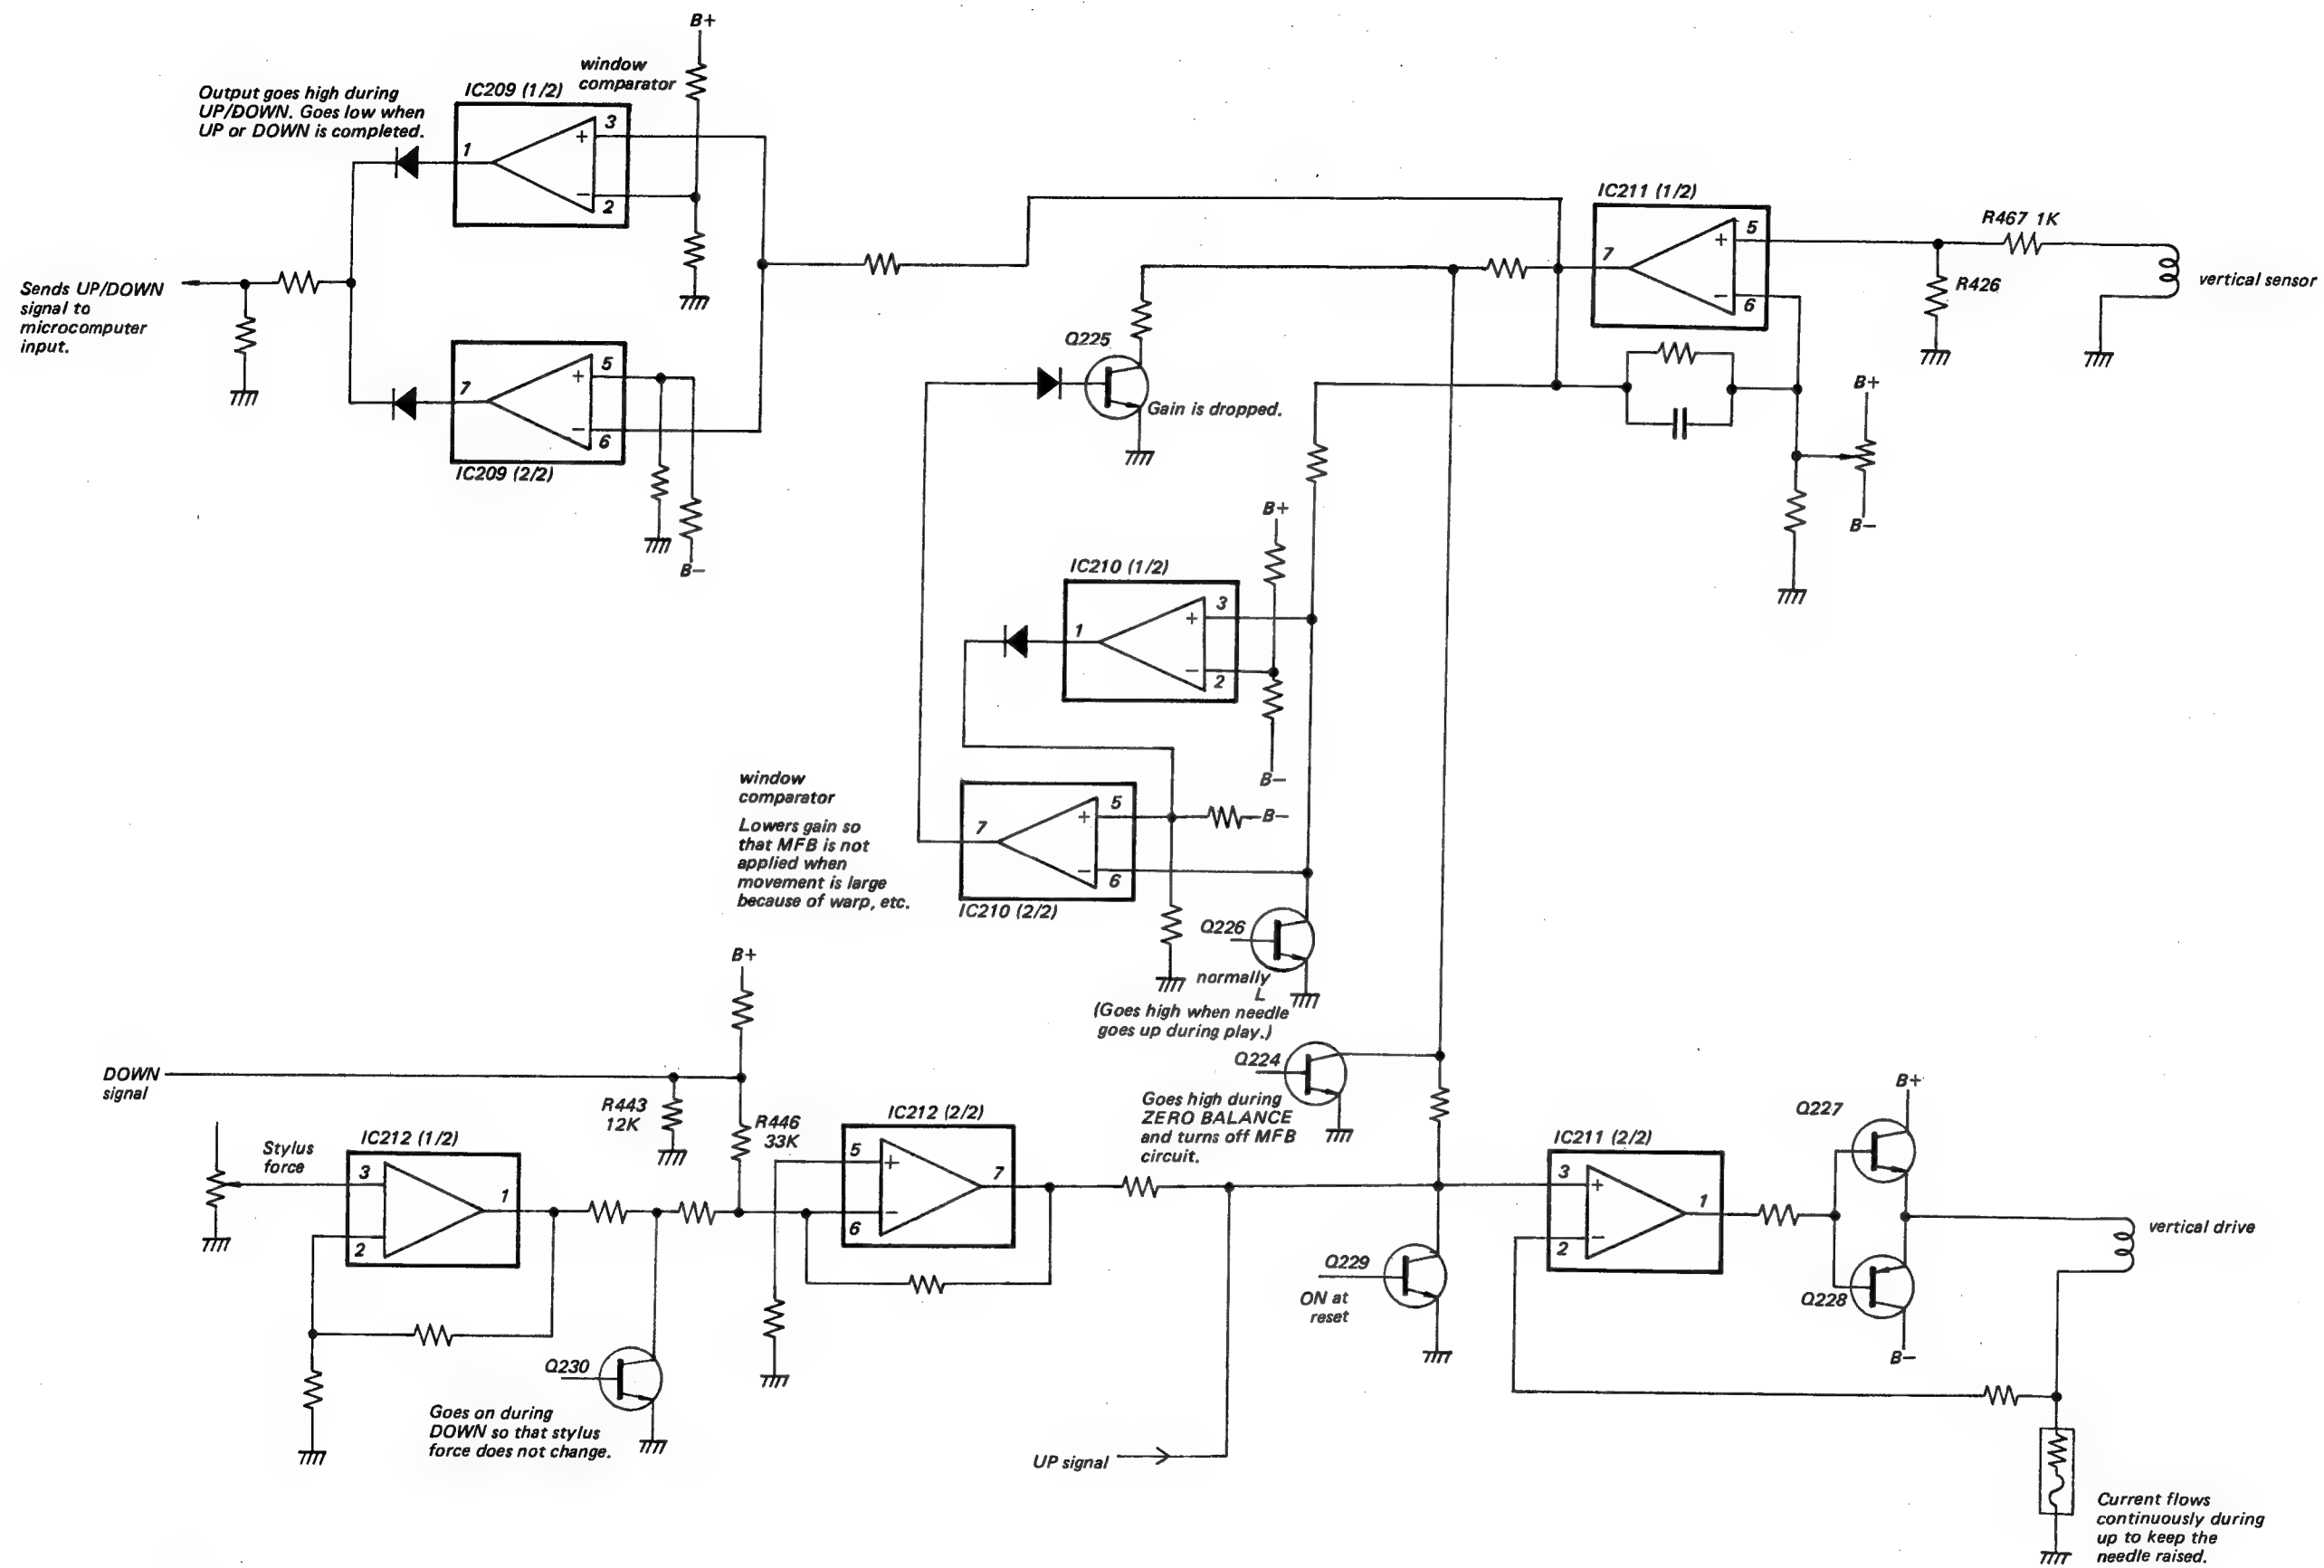 B+
window
comparator
IC209 (1/2)
Output goes high during
UP/DOWN. Goes low when
UP or DOWN is completed.
3
+
1
−
2
Sends UP/DOWN
signal to
microcomputer
input.
5
+
7
−
6
IC209 (2/2)
B−
IC211 (1/2)
5
+
7
−
6
R467 1K
R426
vertical sensor
B+
B−
Q225
Gain is dropped.
B+
IC210 (1/2)
3
+
1
−
2
B−
window
comparator
Lowers gain so
that MFB is not
applied when
movement is large
because of warp, etc.
5
+
7
−
6
B−
IC210 (2/2)
Q226
normally
L
(Goes high when needle
goes up during play.)
B+
DOWN
signal
R443
12K
R446
33K
Stylus
force
IC212 (1/2)
3
1
2
IC212 (2/2)
5
+
7
−
6
Q230
Goes on during
DOWN so that stylus
force does not change.
Q224
Goes high during
ZERO BALANCE
and turns off MFB
circuit.
Q229
ON at
reset
UP signal
IC211 (2/2)
3
+
1
−
2
B+
Q227
Q228
B−
vertical drive
Current flows
continuously during
up to keep the
needle raised.